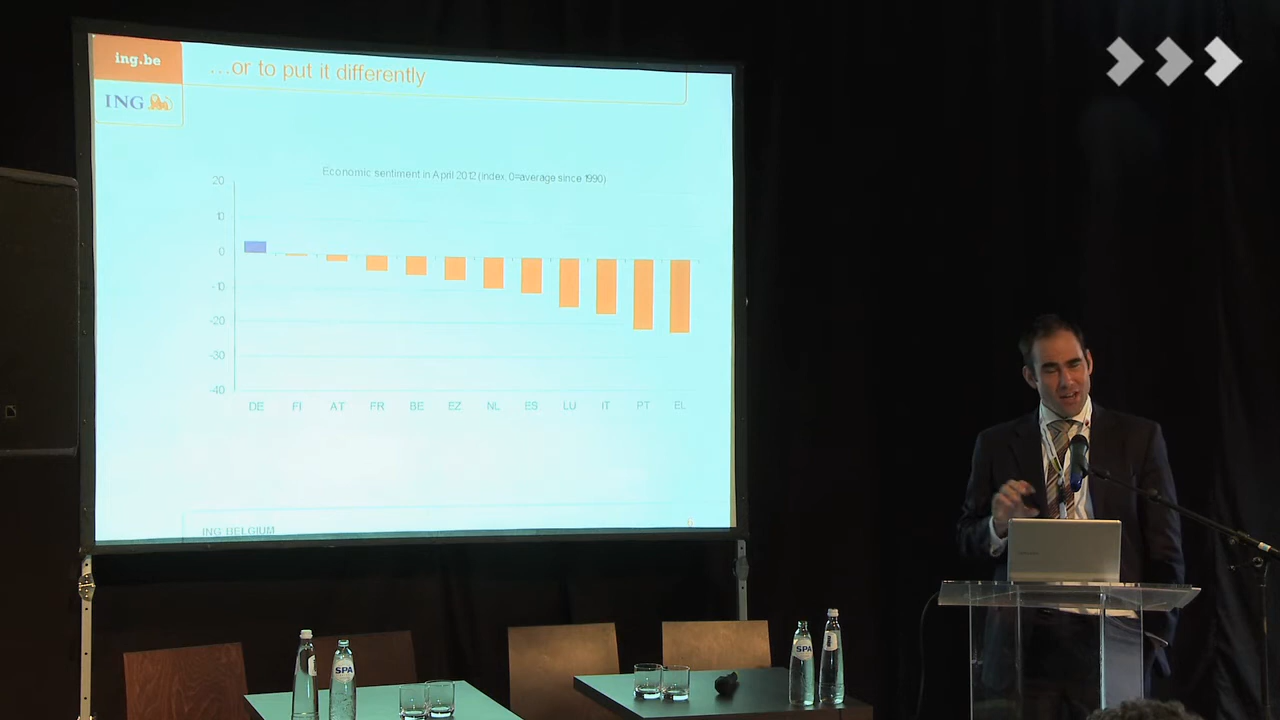 ing.be
ING
...or to put it differently
Economic sentiment in April 2012 (index, 0=average since 1990)
20
10
0
-10
-20
-30
-40
DE FI AT FR BE EZ NL ES LU IT PT EL
ING BELGIUM
SPA
SPA